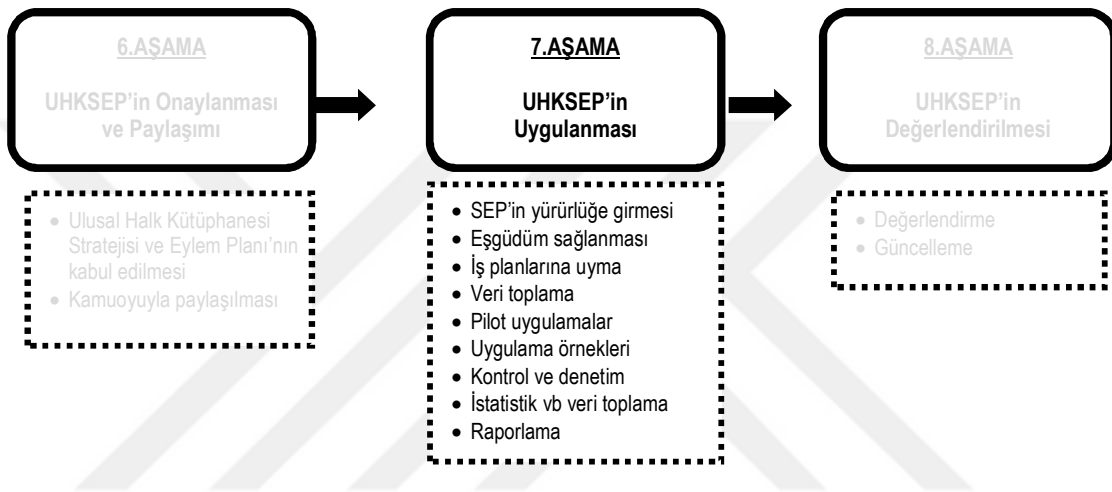 6.AŞAMA
UHKSEP’in Onaylanması
ve Paylaşımı
• Ulusal Halk Kütüphanesi
Stratejisi ve Eylem Planı’nın
kabul edilmesi
• Kamuoyuyla paylaşılması
7.AŞAMA
UHKSEP’in
Uygulanması
• SEP’in yürürlüğe girmesi
• Eşgüdüm sağlanması
• İş planlarına uyma
• Veri toplama
• Pilot uygulamalar
• Uygulama örnekleri
• Kontrol ve denetim
• İstatistik vb veri toplama
• Raporlama
8.AŞAMA
UHKSEP’in
Değerlendirilmesi
• Değerlendirme
• Güncelleme